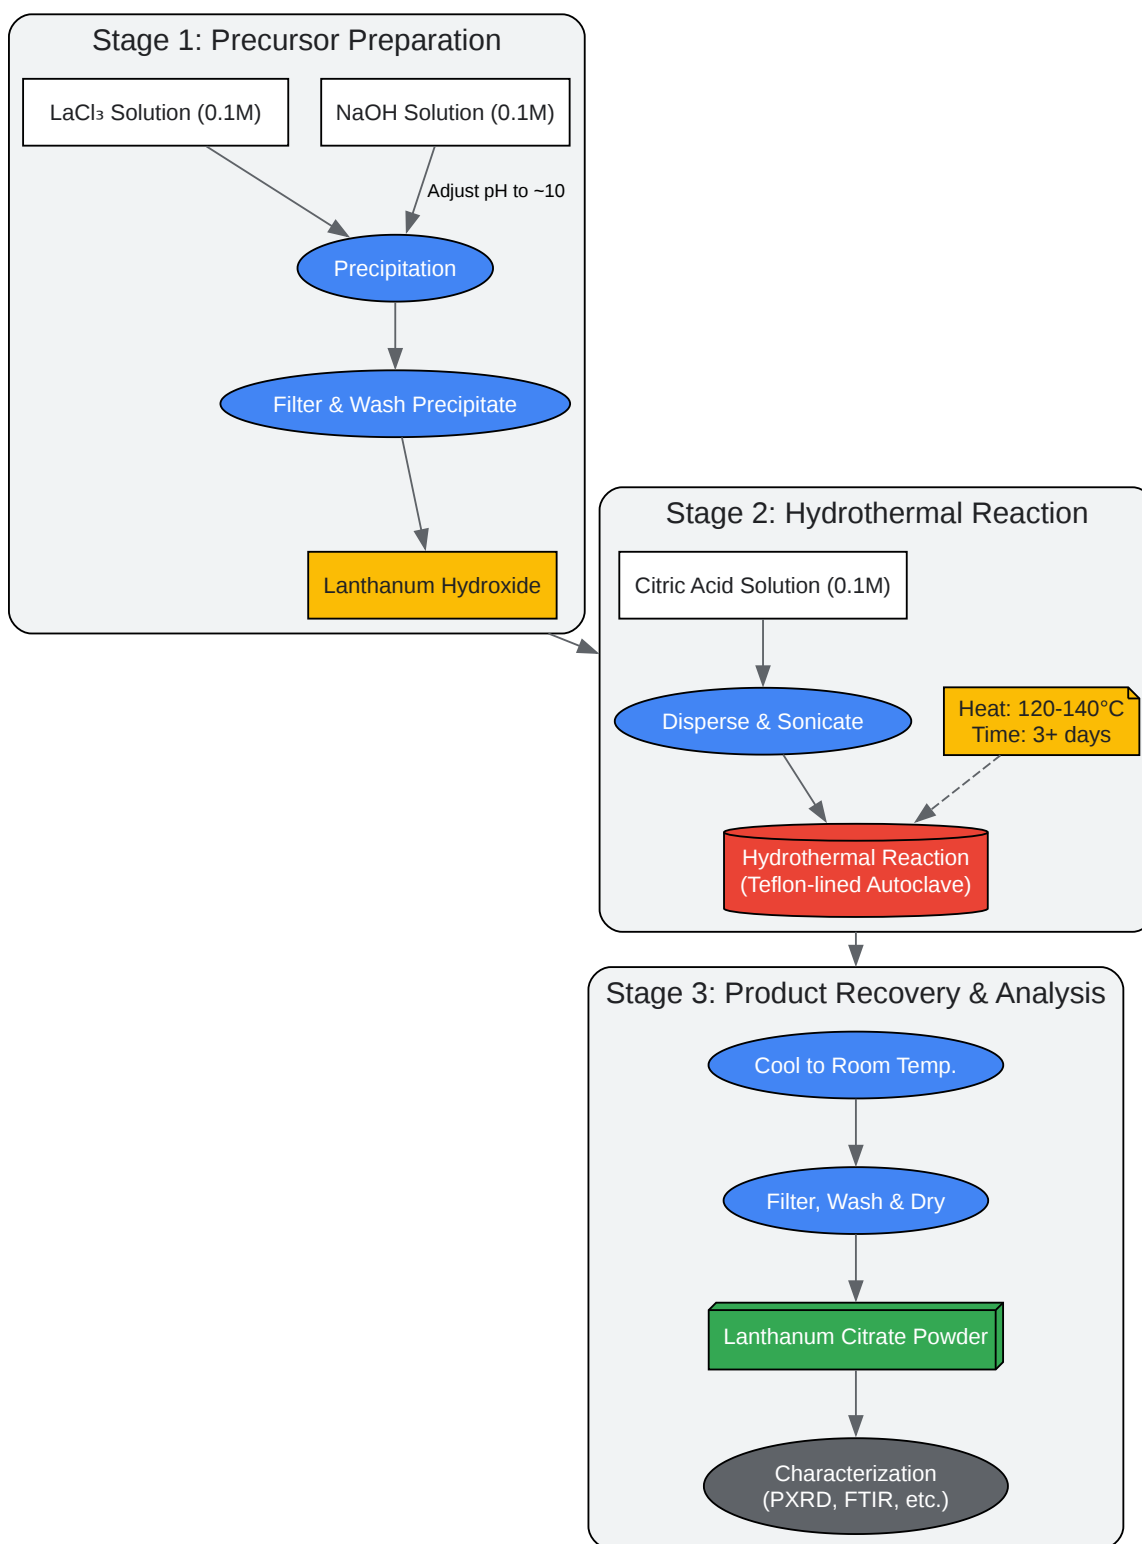 Stage 1: Precursor Preparation
LaCl₃ Solution (0.1M)
NaOH Solution (0.1M)
Adjust pH to ~10
Precipitation
Filter & Wash Precipitate
Lanthanum Hydroxide
Stage 2: Hydrothermal Reaction
Citric Acid Solution (0.1M)
Disperse & Sonicate
Heat: 120-140°C
Time: 3+ days
Hydrothermal Reaction
(Teflon-lined Autoclave)
Stage 3: Product Recovery & Analysis
Cool to Room Temp.
Filter, Wash & Dry
Lanthanum Citrate Powder
Characterization
(PXRD, FTIR, etc.)